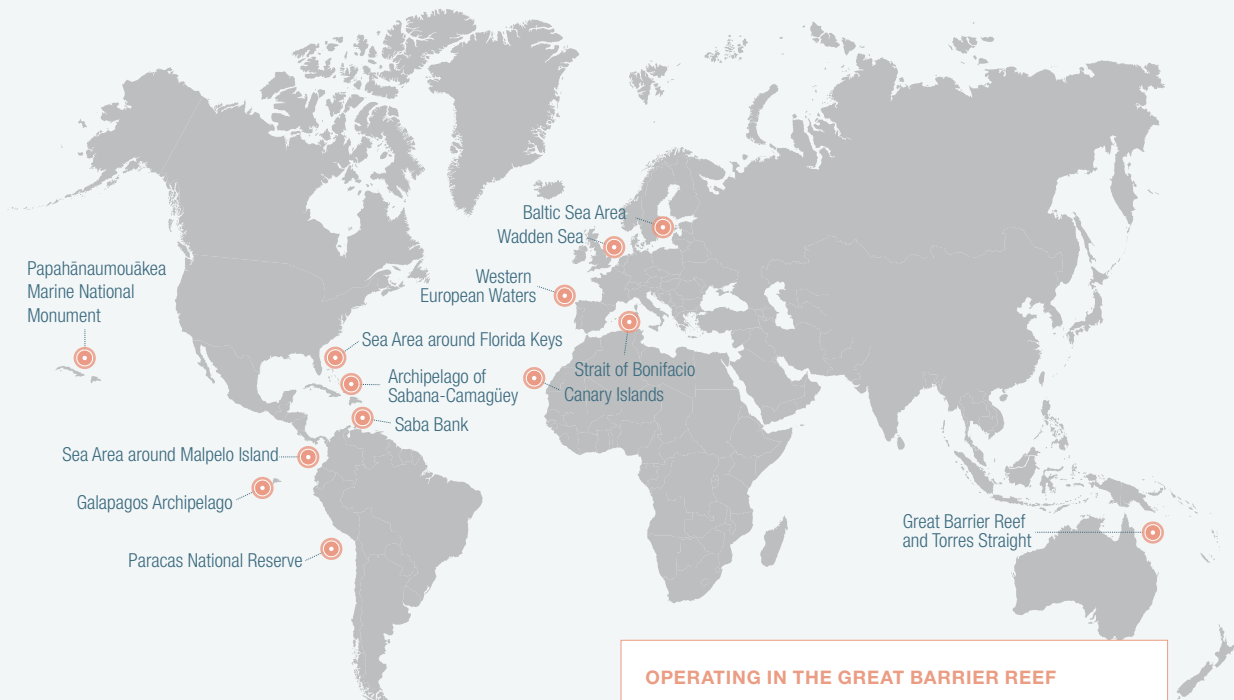 Baltic Sea Area
Wadden Sea
Papahānaumouākea
Marine National
Monument
Western
European Waters
Sea Area around Florida Keys
Strait of Bonifacio
Archipelago of
Sabana-Camagüey
Canary Islands
Saba Bank
Sea Area around Malpelo Island
Galapagos Archipelago
Great Barrier Reef
and Torres Straight
Paracas National Reserve
OPERATING IN THE GREAT BARRIER REEF